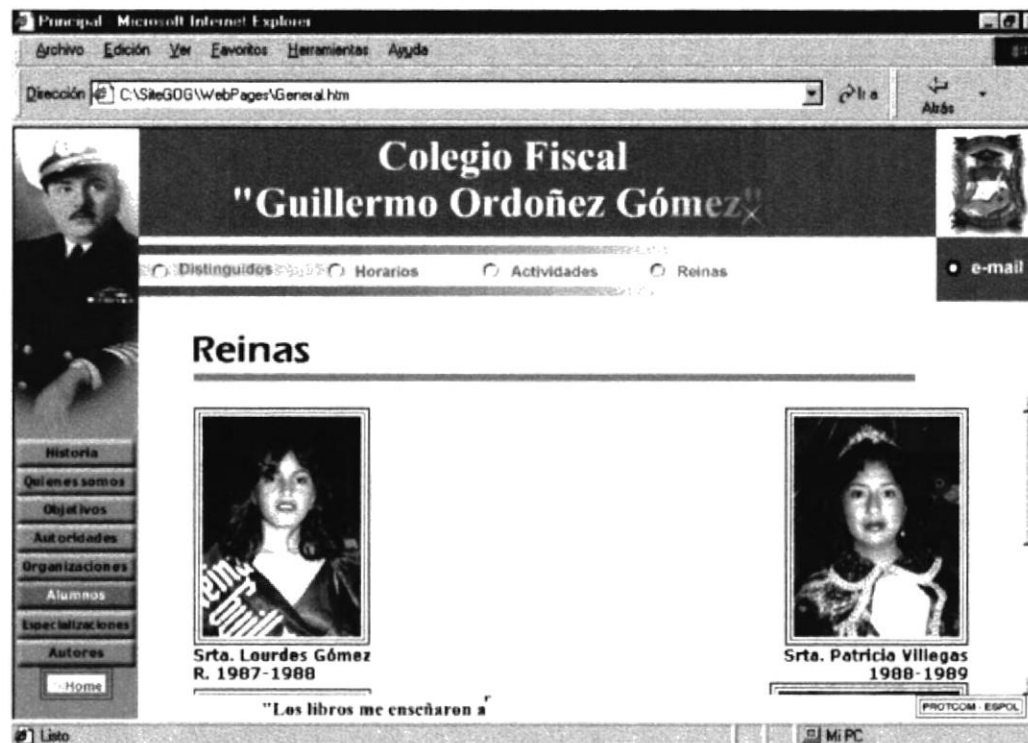 Principal Microsoft Internet Explorer
Archivo Edición Ver Favoritos Herramientas Ayuda
Dirección C:\SiteGOG\WebPages\General.htm Ir a Atrás
Colegio Fiscal
"Guillermo Ordoñez Gómez"
Distinguidos Horarios Actividades Reinas
e-mail
Reinas
Historia
Quienes somos
Objetivos
Autoridades
Organizaciones
Alumnos
Especializaciones
Autores
Home
Reina
Srta. Lourdes Gómez
R. 1987-1988
Srta. Patricia Villegas
1988-1989
"Los libros me enseñaron a
PROTCOM - ESPOL
Listo Mi PC